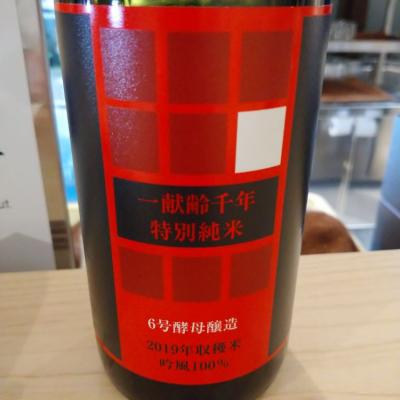 一献齢千年
特別純米
6号酵母醸造
2019年収穫米
吟風100%
ut.